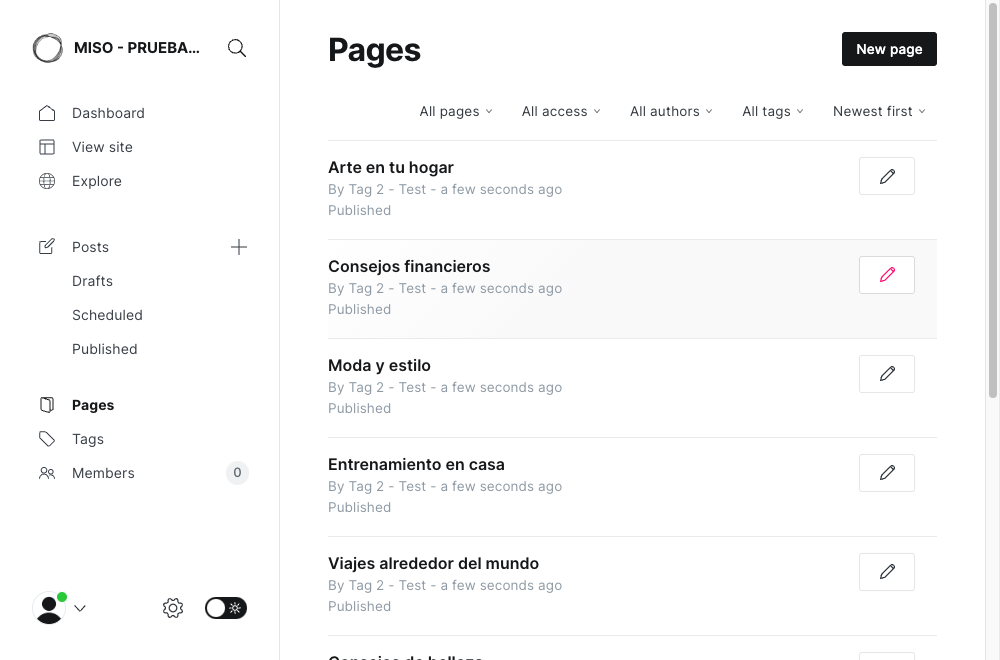 MISO - PRUEBA...
Dashboard
View site
Explore
Posts
Drafts
Scheduled
Published
Pages
Tags
Members
0
Pages
New page
All pages
All access
All authors
All tags
Newest first
Arte en tu hogar
By Tag 2 - Test - a few seconds ago
Published
Consejos financieros
By Tag 2 - Test - a few seconds ago
Published
Moda y estilo
By Tag 2 - Test - a few seconds ago
Published
Entrenamiento en casa
By Tag 2 - Test - a few seconds ago
Published
Viajes alrededor del mundo
By Tag 2 - Test - a few seconds ago
Published